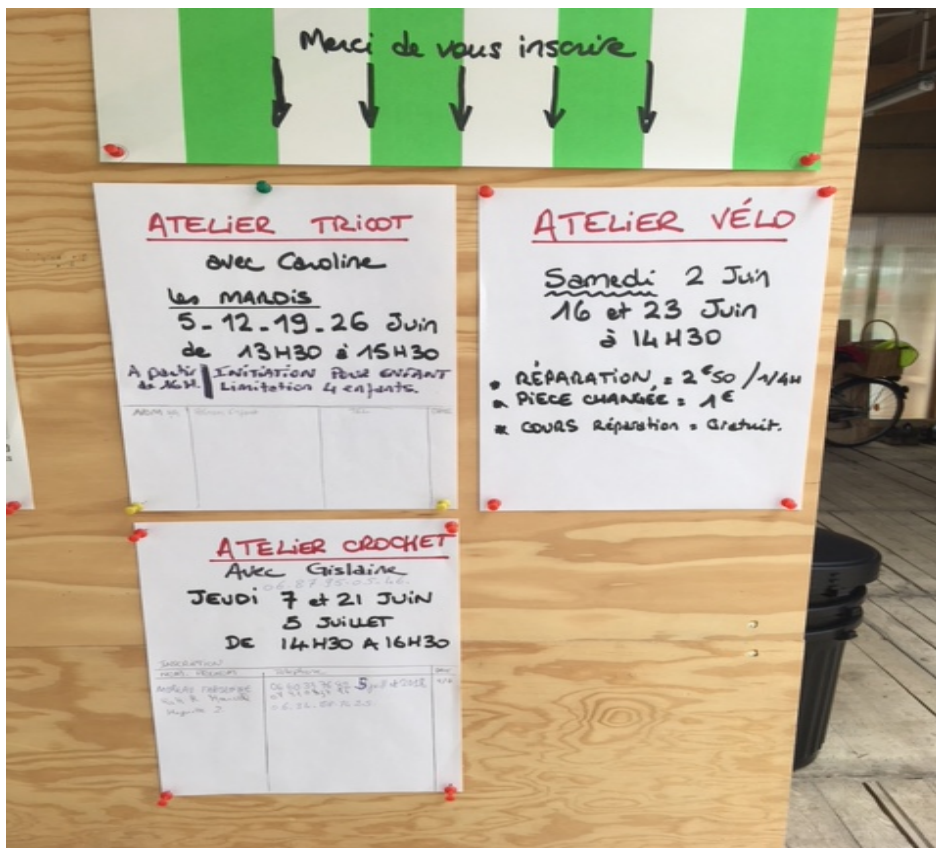 Merci de vous inscrire
ATELIER TRICOT
avec Caroline
les MARDIS
5-12-19-26 Juin
de 13H30 à 15H30
A partir de 16H INITIATION POUR ENFANT
Limitation 4 enfants.
ATELIER VÉLO
Samedi 2 Juin
16 et 23 Juin
à 14H30
RÉPARATION = 2€50 / 1/4H
PIÈCE CHANGÉE = 1€
COURS Réparation = Gratuit.
ATELIER CROCHET
Avec Gislaine
JEUDI 7 et 21 JUIN
5 JUILLET
DE 14H30 A 16H30
INSCRIPTION